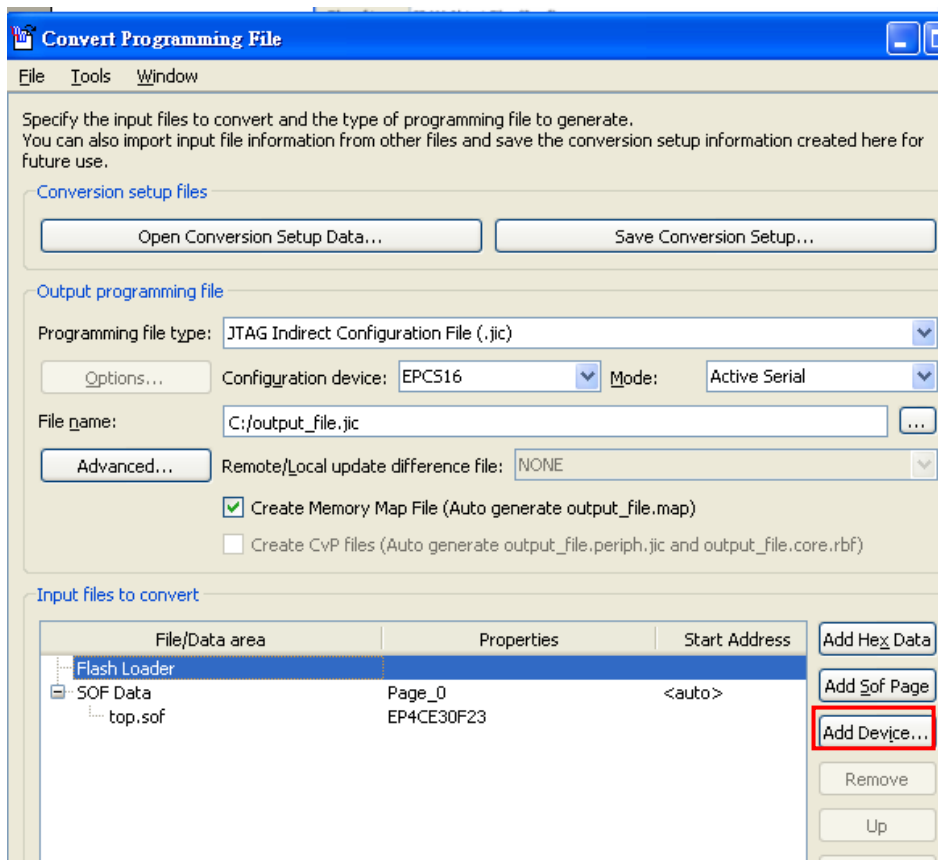 Convert Programming File
File Tools Window
Specify the input files to convert and the type of programming file to generate.
You can also import input file information from other files and save the conversion setup information created here for
future use.
Conversion setup files
Open Conversion Setup Data... Save Conversion Setup...
Output programming file
Programming file type: JTAG Indirect Configuration File (.jic)
Options... Configuration device: EPCS16 Mode: Active Serial
File name: C:/output_file.jic ...
Advanced... Remote/Local update difference file: NONE
Create Memory Map File (Auto generate output_file.map)
Create CvP files (Auto generate output_file.periph.jic and output_file.core.rbf)
Input files to convert
File/Data area Properties Start Address Add Hex Data
Flash Loader
SOF Data Page_0 <auto> Add Sof Page
top.sof EP4CE30F23
Add Device...
Remove
Up